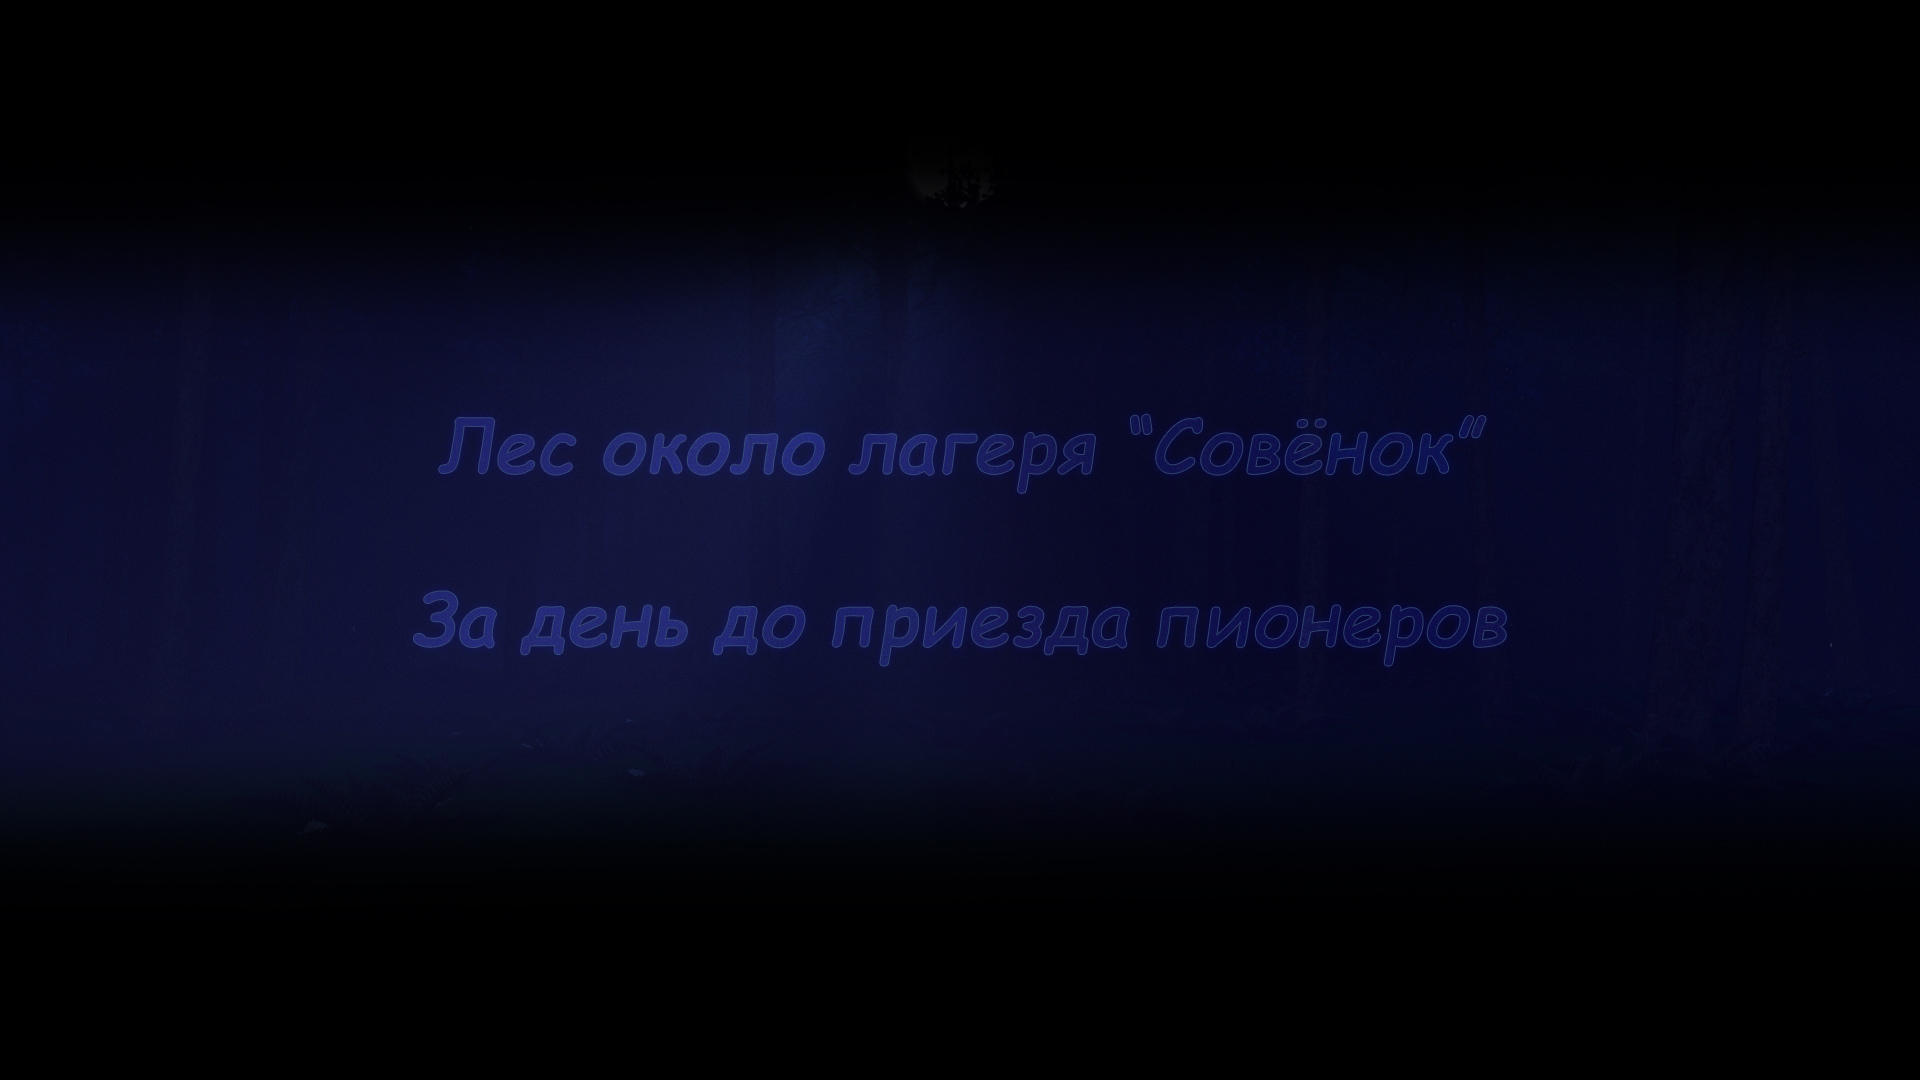 Лес около лагеря “Совёнок”
За день до приезда пионеров